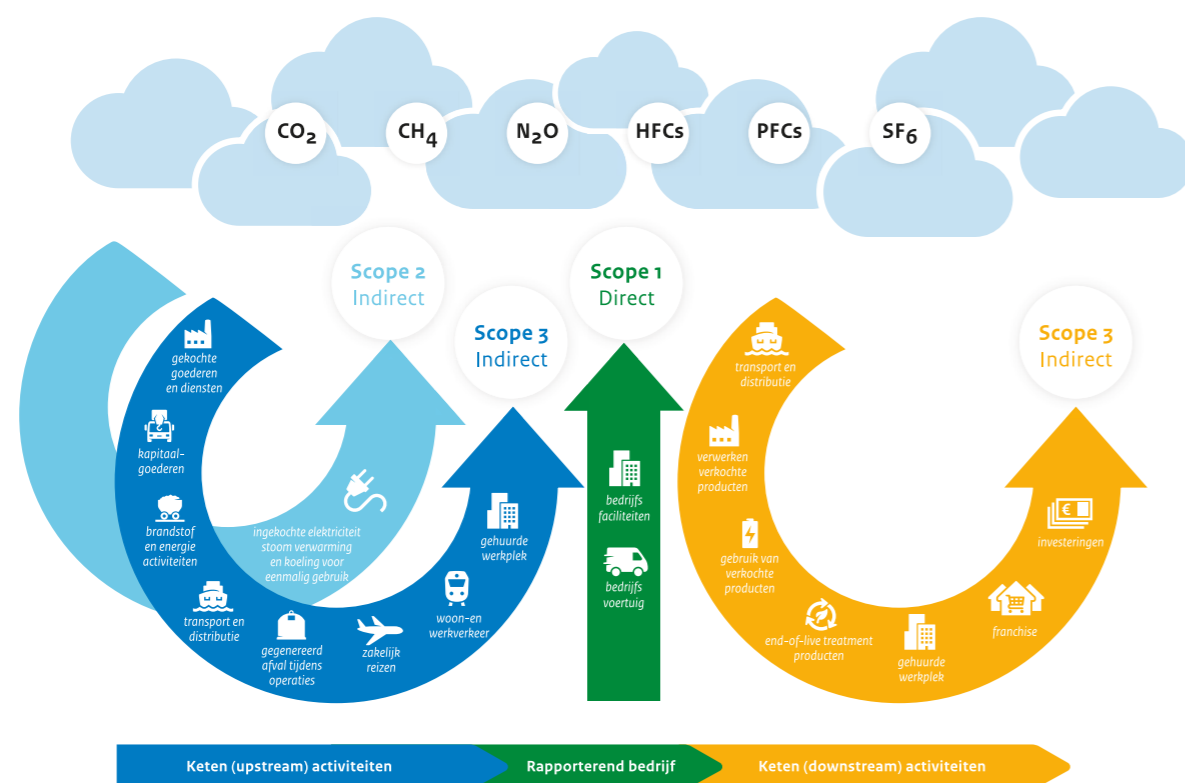 CO2
CH4
N2O
HFCs
PFCs
SF6
Scope 2
Indirect
Scope 3
Indirect
Scope 1
Direct
Scope 3
Indirect
gekochte
goederen
en diensten
kapitaal-
goederen
brandstof
en energie
activiteiten
transport en
distributie
gegenereerd
afval tijdens
operaties
zakelijk
reizen
woon-en
werkverkeer
gehuurde
werkplek
ingekochte elektriciteit
stoom verwarming
en koeling voor
eenmalig gebruik
bedrijfs
faciliteiten
bedrijfs
voertuig
transport en
distributie
verwerken
verkochte
producten
gebruik van
verkochte
producten
end-of-live treatment
producten
gehuurde
werkplek
franchise
€
investeringen
Keten (upstream) activiteiten
Rapporterend bedrijf
Keten (downstream) activiteiten